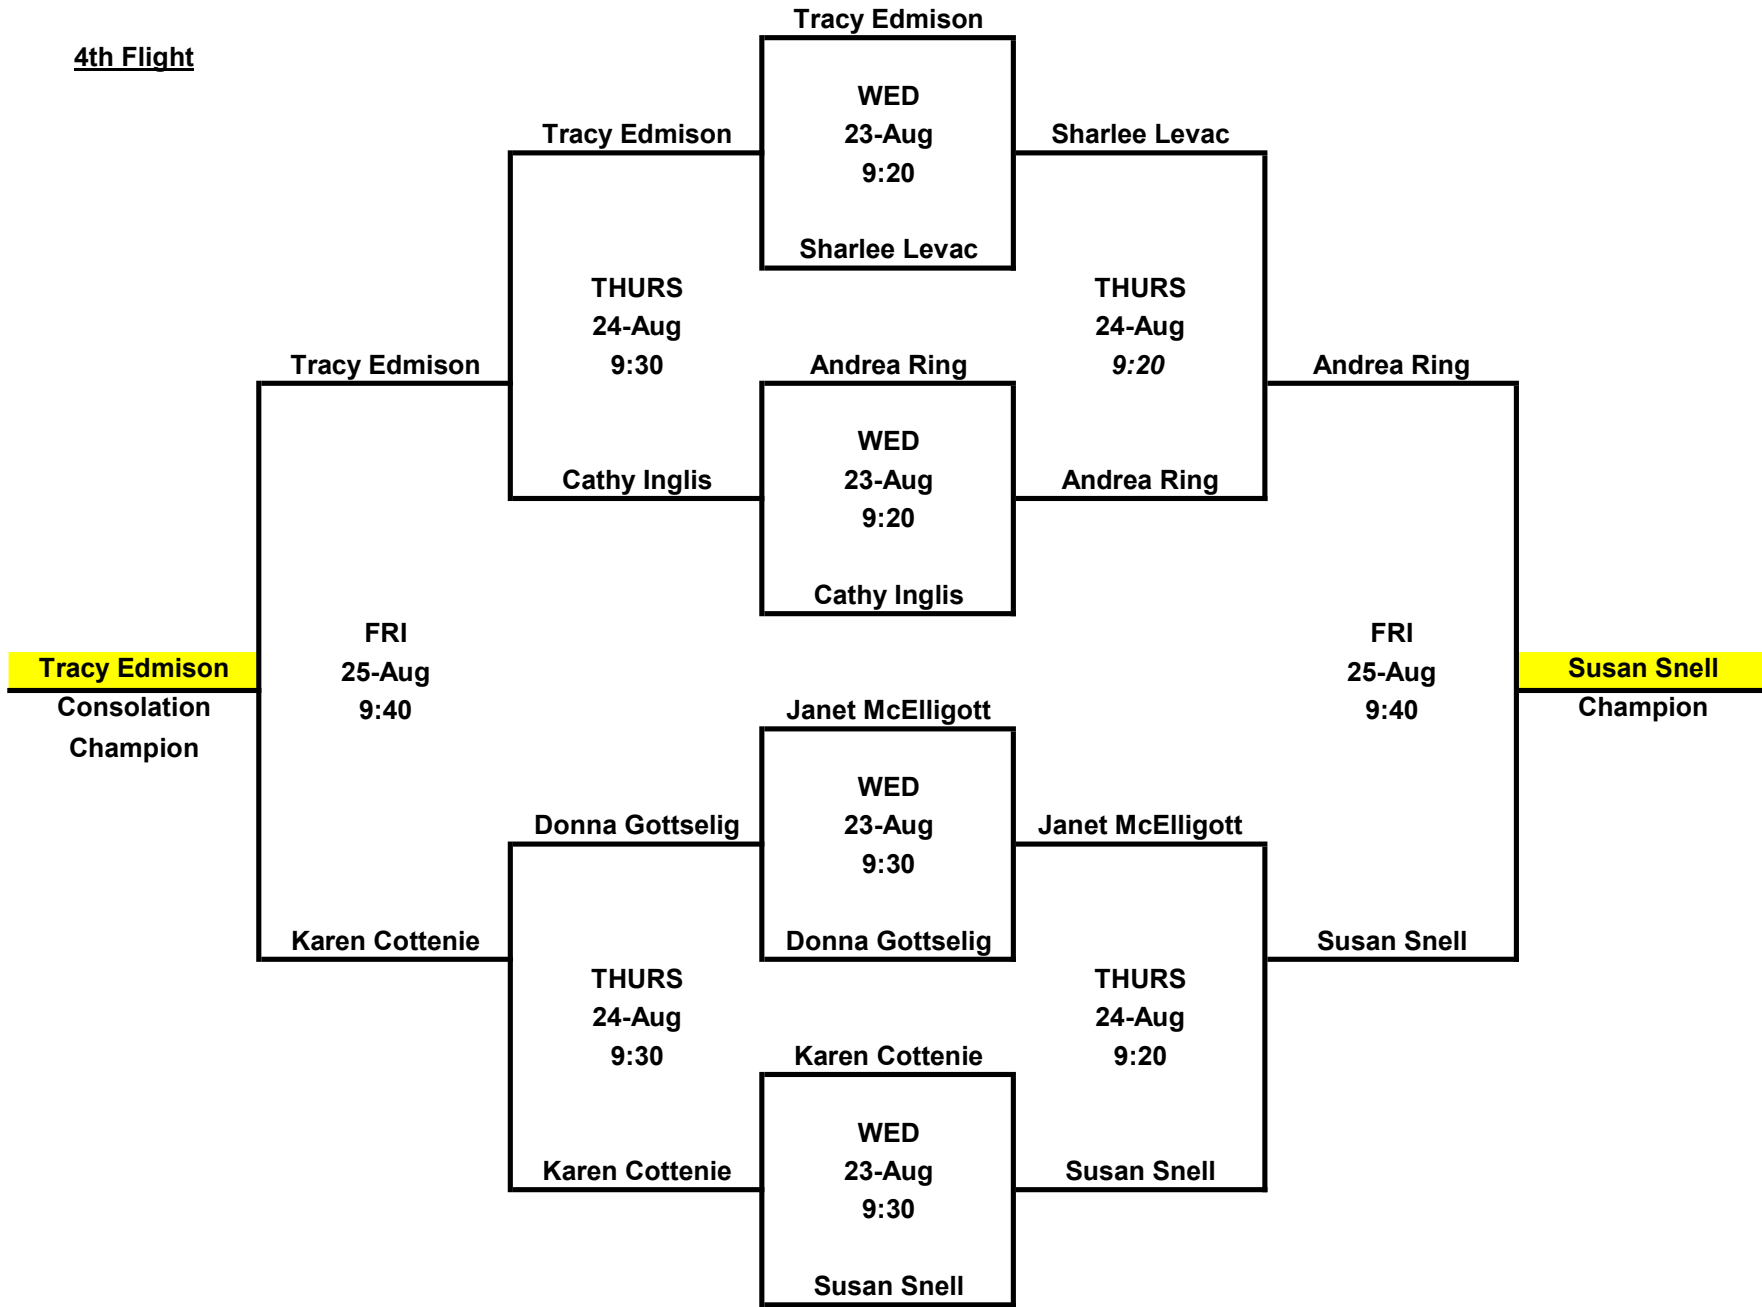 Tracy Edmison
4th Flight
WED
Tracy Edmison 23-Aug Sharlee Levac
9:20
Sharlee Levac
THURS THURS
24-Aug 24-Aug
Tracy Edmison 9:30 Andrea Ring 9:20 Andrea Ring
WED
Cathy Inglis 23-Aug Andrea Ring
9:20
Cathy Inglis
FRI FRI
Tracy Edmison 25-Aug 25-Aug Susan Snell
Consolation 9:40 Janet McElligott 9:40 Champion
Champion
WED
Donna Gottselig 23-Aug Janet McElligott
9:30
Karen Cottenie Donna Gottselig Susan Snell
THURS THURS
24-Aug 24-Aug
9:30 Karen Cottenie 9:20
WED
Karen Cottenie 23-Aug Susan Snell
9:30
Susan Snell